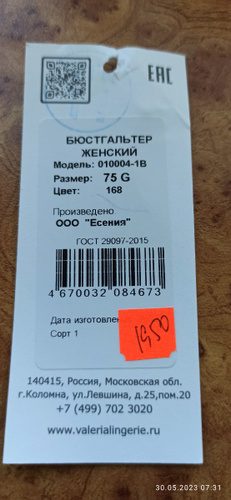 EAC
БЮСТГАЛЬТЕР
ЖЕНСКИЙ
Модель: 010004-1В
Размер: 75 G
Цвет: 168
Произведено
ООО "Есения"
ГОСТ 29097-2015
4 670032 084673
Дата изготовлен
1950
Сорт 1
140415, Россия, Московская обл.
г.Коломна, ул.Левшина, д.25,пом.20
+7 (499) 702 3020
www.valerialingerie.ru
30.05.2023 07:31